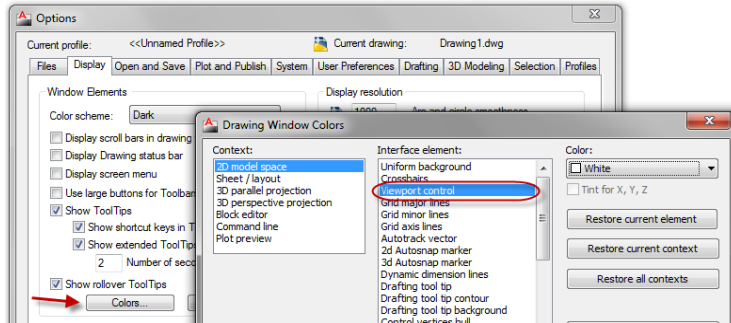 Options
Current profile: <<Unnamed Profile>> Current drawing: Drawing1.dwg
Files Display Open and Save Plot and Publish System User Preferences Drafting 3D Modeling Selection Profiles
Window Elements
Color scheme: Dark
Display scroll bars in drawing
Display Drawing status bar
Display screen menu
Use large buttons for Toolbar
Show ToolTips
Show shortcut keys in T
Show extended ToolTips
2 Number of seco
Show rollover ToolTips
Colors...
Display resolution
1000 Arc and circle smoothness
Drawing Window Colors
Context:
2D model space
Sheet / layout
3D parallel projection
3D perspective projection
Block editor
Command line
Plot preview
Interface element:
Uniform background
Crosshairs
Viewport control
Grid major lines
Grid minor lines
Grid axis lines
Autotrack vector
2d Autosnap marker
3d Autosnap marker
Dynamic dimension lines
Drafting tool tip
Drafting tool tip contour
Drafting tool tip background
Control vertices hull
Color:
White
Tint for X, Y, Z
Restore current element
Restore current context
Restore all contexts